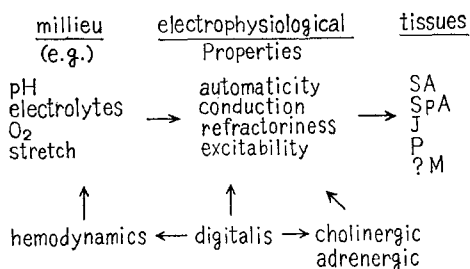 millieu
(e.g.)
pH
electrolytes
O2
stretch
electrophysiological
Properties
automaticity
conduction
refractoriness
excitability
tissues
SA
SpA
J
P
?M
hemodynamics
digitalis
cholinergic
adrenergic